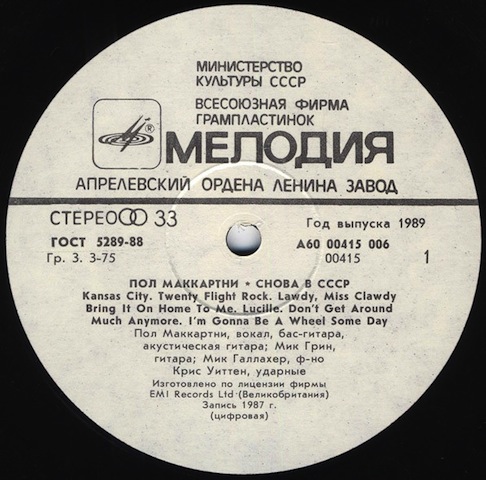 МИНИСТЕРСТВО
КУЛЬТУРЫ СССР
ВСЕСОЮЗНАЯ ФИРМА
ГРАМПЛАСТИНОК
®
МЕЛОДИЯ
АПРЕЛЕВСКИЙ ОРДЕНА ЛЕНИНА ЗАВОД
СТЕРЕО 33
Год выпуска 1989
ГОСТ 5289-88
А60 00415 006
Гр. 3. 3-75
00415
1
ПОЛ МАККАРТНИ • СНОВА В СССР
Kansas City. Twenty Flight Rock. Lawdy, Miss Clawdy
Bring It On Home To Me. Lucille. Don't Get Around
Much Anymore. I'm Gonna Be A Wheel Some Day
Пол Маккартни, вокал, бас-гитара,
акустическая гитара; Мик Грин,
гитара; Мик Галлахер, ф-но
Крис Уиттен, ударные
Изготовлено по лицензии фирмы
EMI Records Ltd (Великобритания)
Запись 1987 г.
(цифровая)